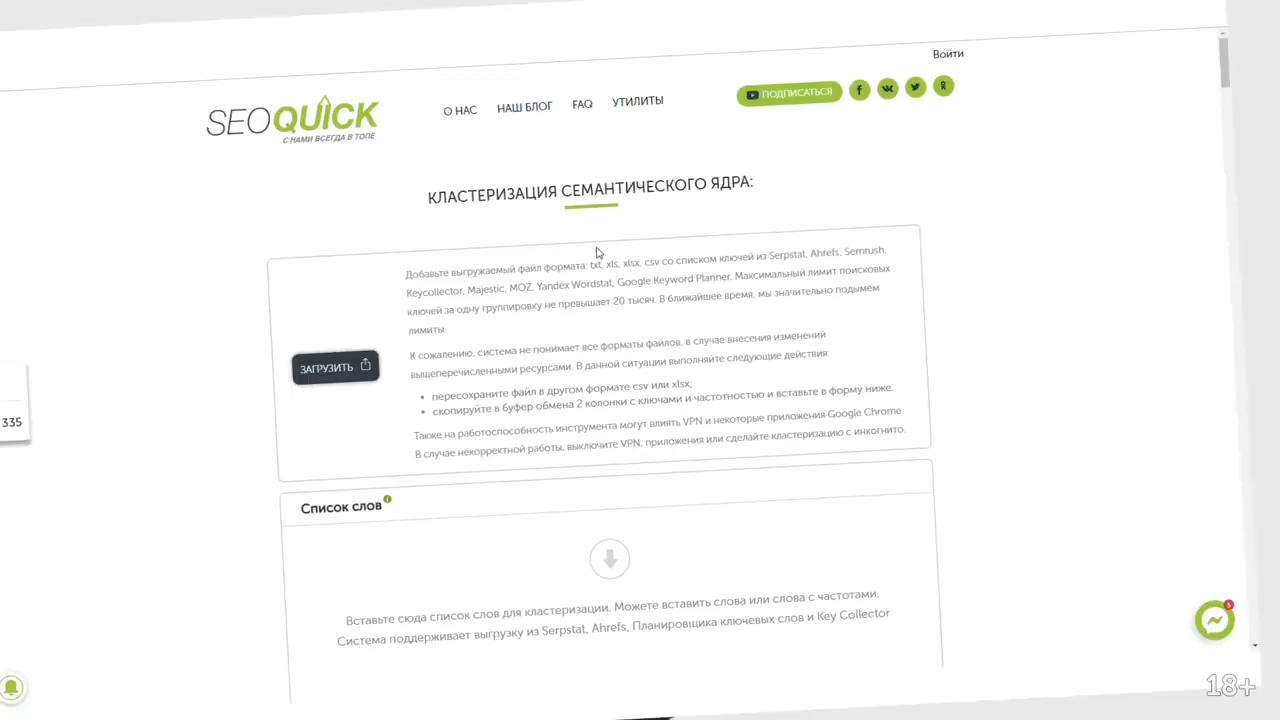 Войти
SEOQUICK
С НАМИ ВСЕГДА В ТОПЕ
О НАС
НАШ БЛОГ
FAQ
УТИЛИТЫ
ПОДПИСАТЬСЯ
КЛАСТЕРИЗАЦИЯ СЕМАНТИЧЕСКОГО ЯДРА:
Добавьте выгружаемый файл формата: txt, xls, xlsx, csv со списком ключей из Serpstat, Ahrefs, Semrush,
Keycollector, Majestic, MOZ, Yandex Wordstat, Google Keyword Planner. Максимальный лимит поисковых
ключей за одну группировку не превышает 20 тысяч. В ближайшее время, мы значительно подымем
лимиты
ЗАГРУЗИТЬ
К сожалению, система не понимает все форматы файлов, в случае внесения изменений
вышеперечисленными ресурсами. В данной ситуации выполняйте следующие действия:
• пересохраните файл в другом формате csv или xlsx;
• скопируйте в буфер обмена 2 колонки с ключами и частотностью и вставьте в форму ниже.
Также на работоспособность инструмента могут влиять VPN и некоторые приложения Google Chrome.
В случае некорректной работы, выключите VPN, приложения или сделайте кластеризацию с инкогнито.
335
Список слов
Вставьте сюда список слов для кластеризации. Можете вставить слова или слова с частотами.
Система поддерживает выгрузку из Serpstat, Ahrefs, Планировщика ключевых слов и Key Collector
18+